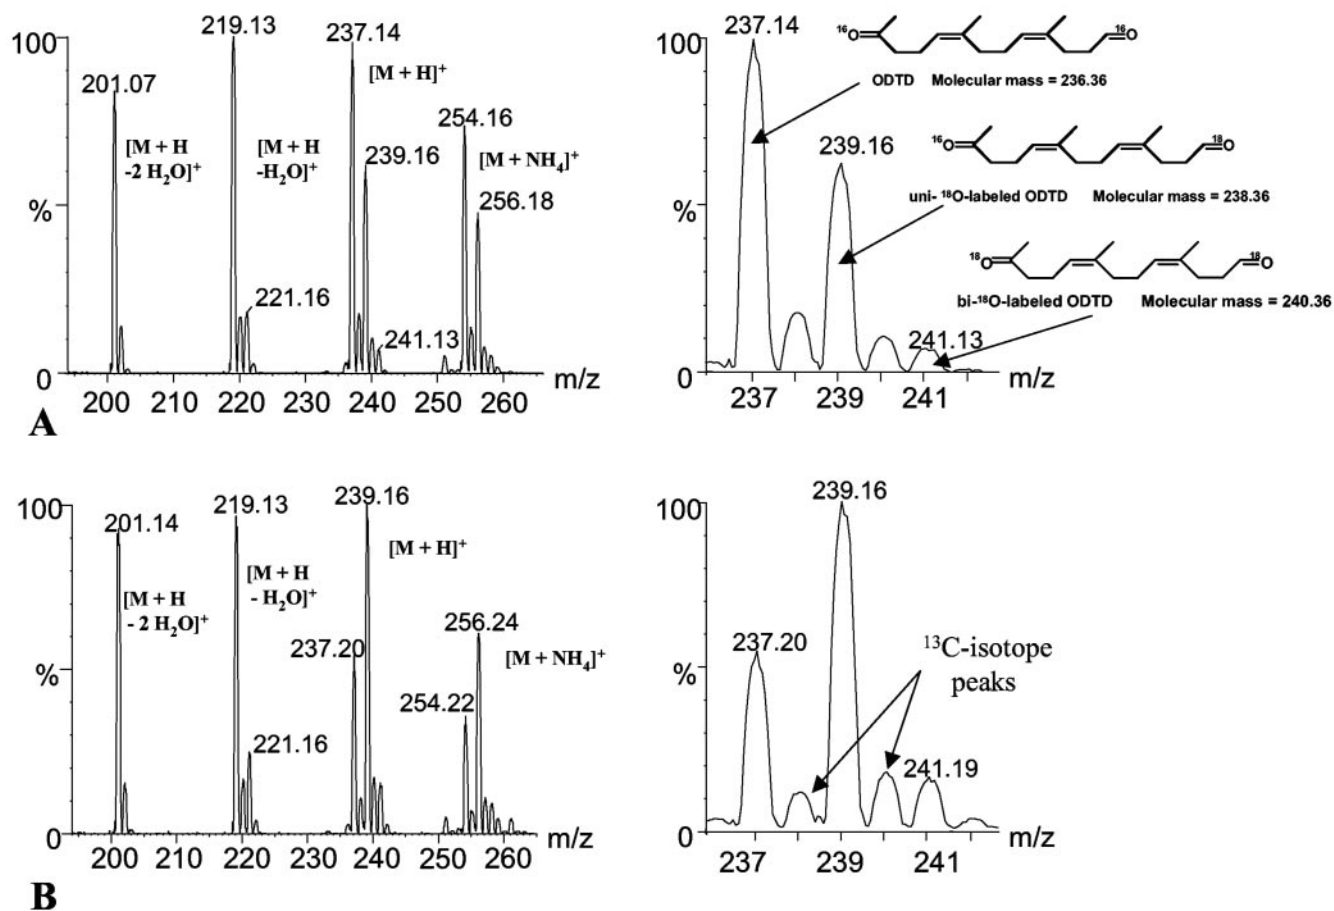 219.13
237.14
100
201.07
[M + H]⁺
254.16
[M + H
-2 H₂O]⁺
[M + H
-H₂O]⁺
239.16
[M + NH₄]⁺
256.18
%
221.16
241.13
0
m/z
200 210 220 230 240 250 260
A
237.14
100
¹⁶O
¹⁶O
ODTD Molecular mass = 236.36
239.16
¹⁶O
¹⁸O
%
uni- ¹⁸O-labeled ODTD Molecular mass = 238.36
¹⁸O
¹⁸O
bi-¹⁸O-labeled ODTD Molecular mass = 240.36
241.13
0
m/z
237 239 241
100
201.14
219.13
239.16
[M + H]⁺
[M + H
- 2 H₂O]⁺
[M + H
- H₂O]⁺
237.20
256.24
[M + NH₄]⁺
%
254.22
221.16
0
m/z
200 210 220 230 240 250 260
B
239.16
100
237.20
¹³C-isotope
peaks
%
241.19
0
m/z
237 239 241